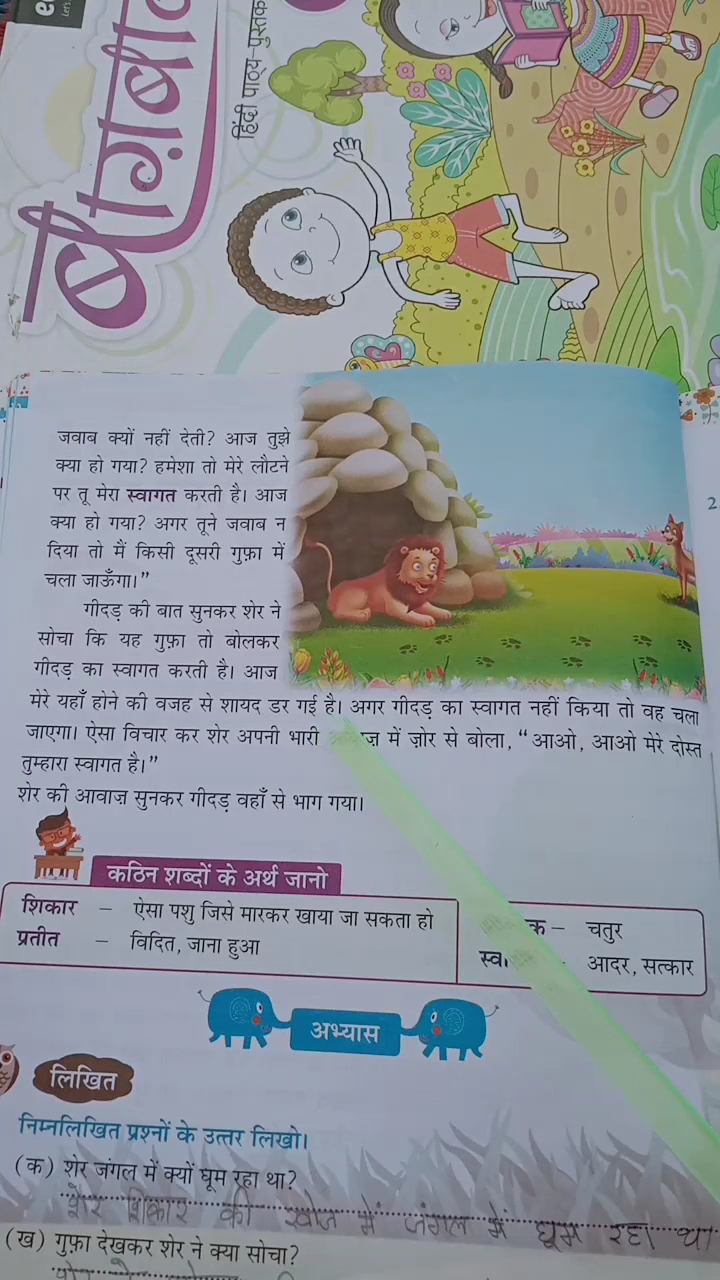 बाग़बा
हिंदी पाठ्य-पुस्तक
जवाब क्यों नहीं देती? आज तुझे
क्या हो गया? हमेशा तो मेरे लौटने
पर तू मेरा स्वागत करती है। आज
क्या हो गया? अगर तूने जवाब न
दिया तो मैं किसी दूसरी गुफ़ा में
चला जाऊँगा।”
गीदड़ की बात सुनकर शेर ने
सोचा कि यह गुफ़ा तो बोलकर
गीदड़ का स्वागत करती है। आज
मेरे यहाँ होने की वजह से शायद डर गई है। अगर गीदड़ का स्वागत नहीं किया तो वह चला
जाएगा। ऐसा विचार कर शेर अपनी भारी में ज़ोर से बोला, “आओ, आओ मेरे दोस्त
तुम्हारा स्वागत है।”
शेर की आवाज़ सुनकर गीदड़ वहाँ से भाग गया।
2
कठिन शब्दों के अर्थ जानो
शिकार – ऐसा पशु जिसे मारकर खाया जा सकता हो
प्रतीत – विदित, जाना हुआ
– चतुर
– आदर, सत्कार
अभ्यास
लिखित
निम्नलिखित प्रश्नों के उत्तर लिखो।
(क) शेर जंगल में क्यों घूम रहा था?
शेर शिकार की खोज में जंगल में घूम रहा था
(ख) गुफ़ा देखकर शेर ने क्या सोचा?